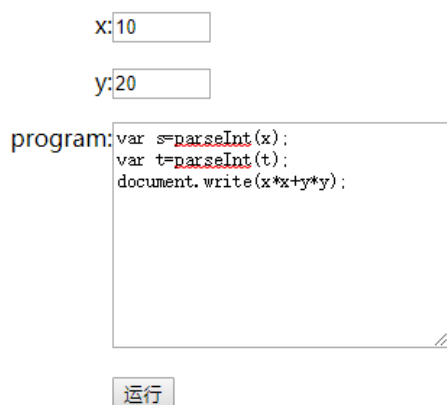 x:10
y:20
program:var s=parseInt(x);
var t=parseInt(t);
document.write(x*x+y*y);
运行